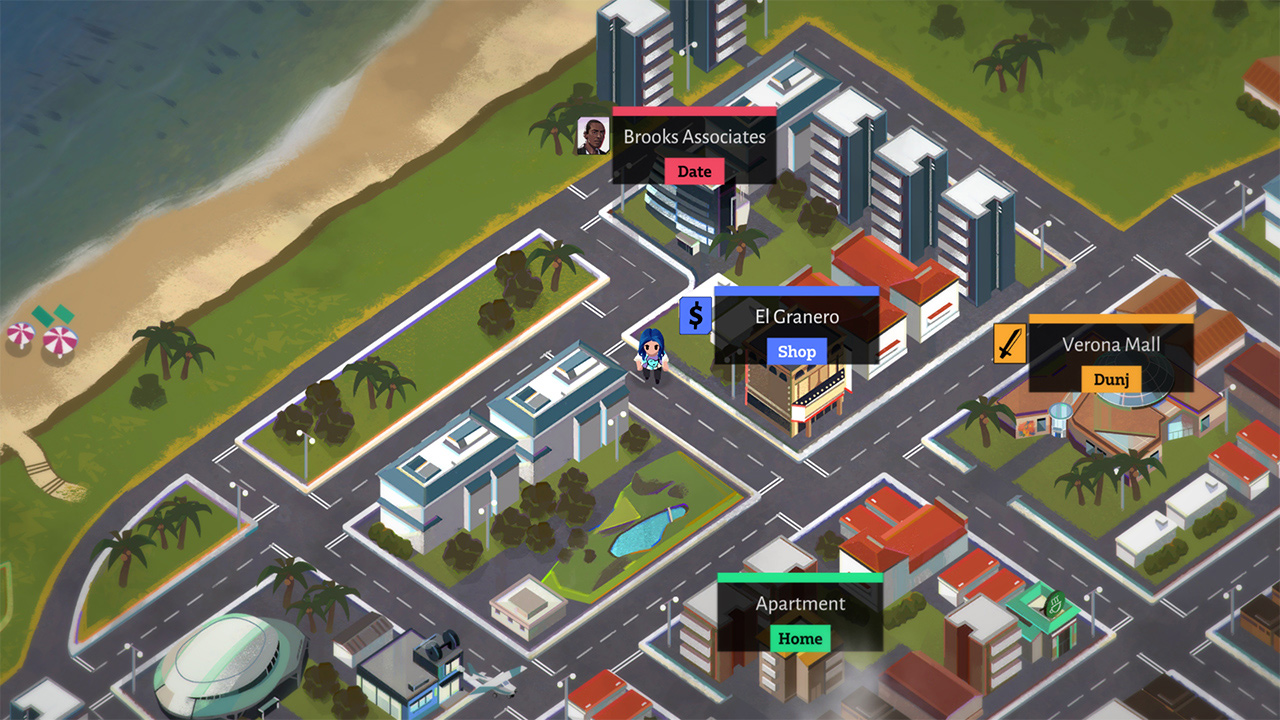 Brooks Associates
Date
$
El Granero
Shop
Verona Mall
Dunj
Apartment
Home